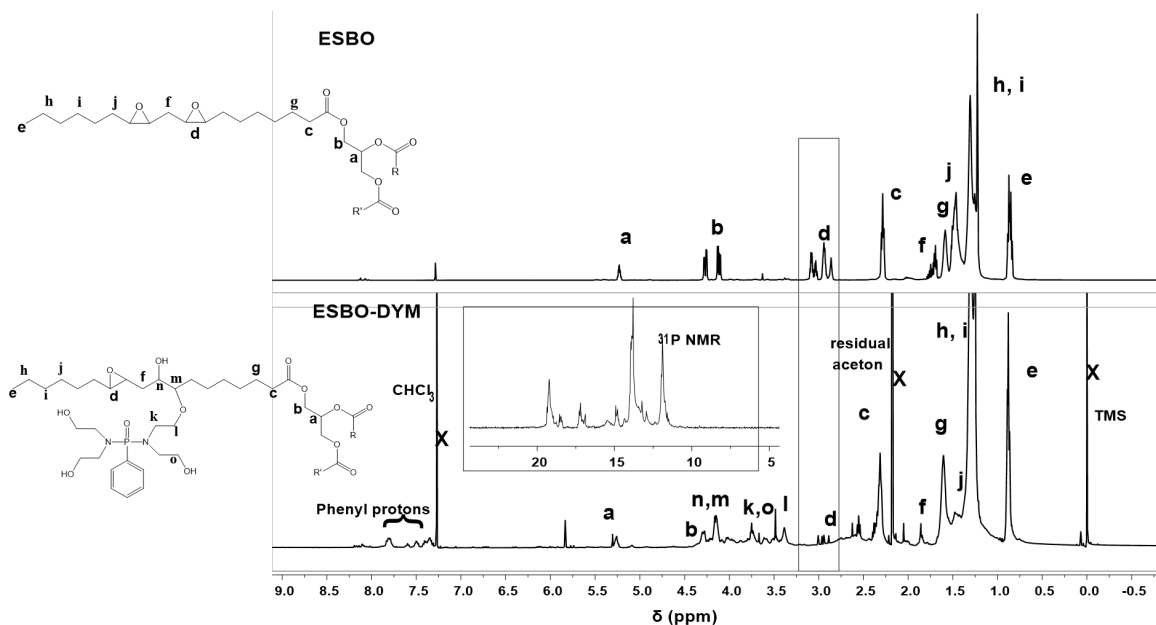 ESBO
h
i
j
f
g
e
d
c
O
O
O
O
b
a
O
O
R
O
R'
O
a
b
d
c
f
g
j
h, i
e
ESBO-DYM
h
j
i
e
d
f
OH
n
m
g
c
O
O
O
O
k
l
b
a
O
O
R
O
R'
O
HO
HO
O
N
P
N
o
OH
OH
Phenyl protons
CHCl3
X
31P NMR
20
15
10
5
a
b
n,m
k,o
l
d
residual
aceton
X
c
f
g
j
h, i
e
X
TMS
9.0 8.5 8.0 7.5 7.0 6.5 6.0 5.5 5.0 4.5 4.0 3.5 3.0 2.5 2.0 1.5 1.0 0.5 0.0 -0.5
δ (ppm)